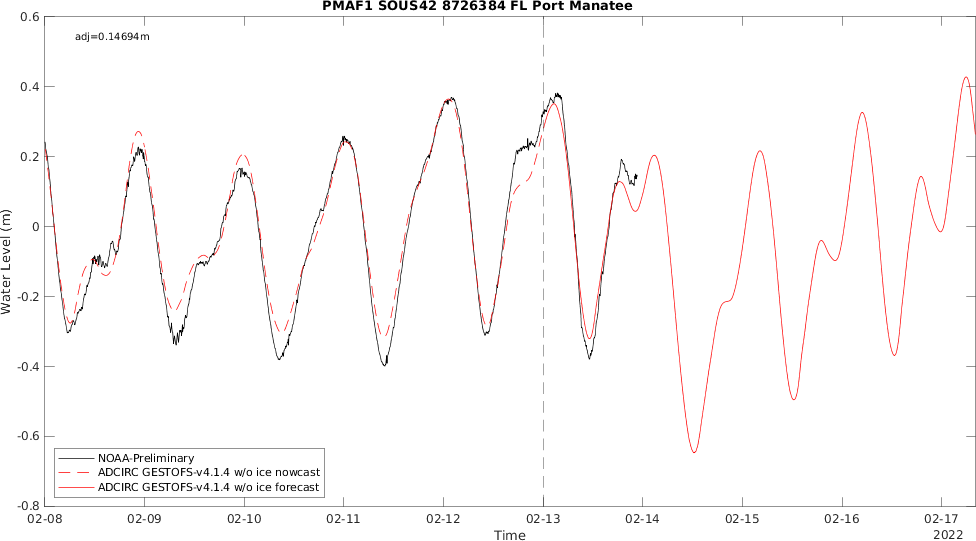 PMAF1 SOUS42 8726384 FL Port Manatee
adj=0.14694m
0.6
0.4
0.2
0
-0.2
-0.4
-0.6
-0.8
Water Level (m)
NOAA-Preliminary
ADCIRC GESTOFS-v4.1.4 w/o ice nowcast
ADCIRC GESTOFS-v4.1.4 w/o ice forecast
02-08 02-09 02-10 02-11 02-12 02-13 02-14 02-15 02-16 02-17
Time
2022